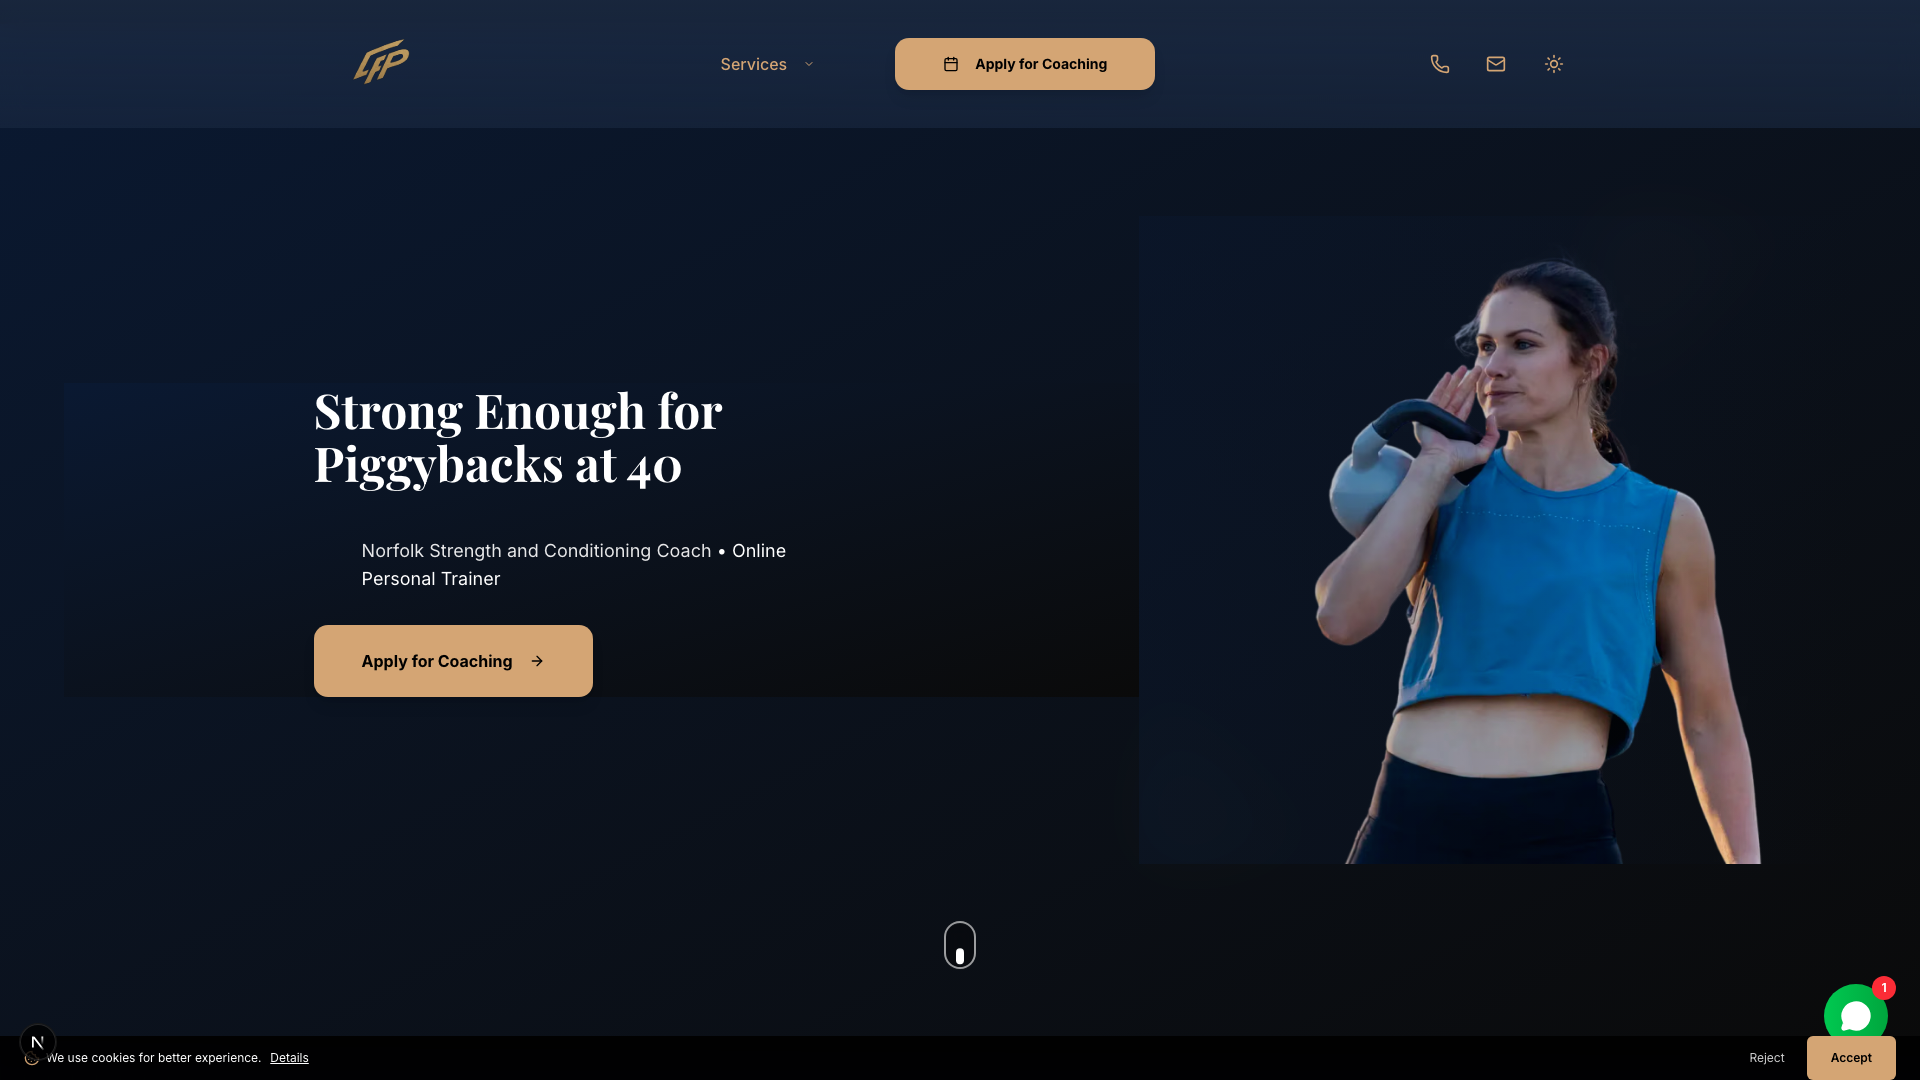 LFP
Services
Apply for Coaching
Strong Enough for
Piggybacks at 40
Norfolk Strength and Conditioning Coach • Online
Personal Trainer
Apply for Coaching
1
N
We use cookies for better experience. Details
Reject
Accept